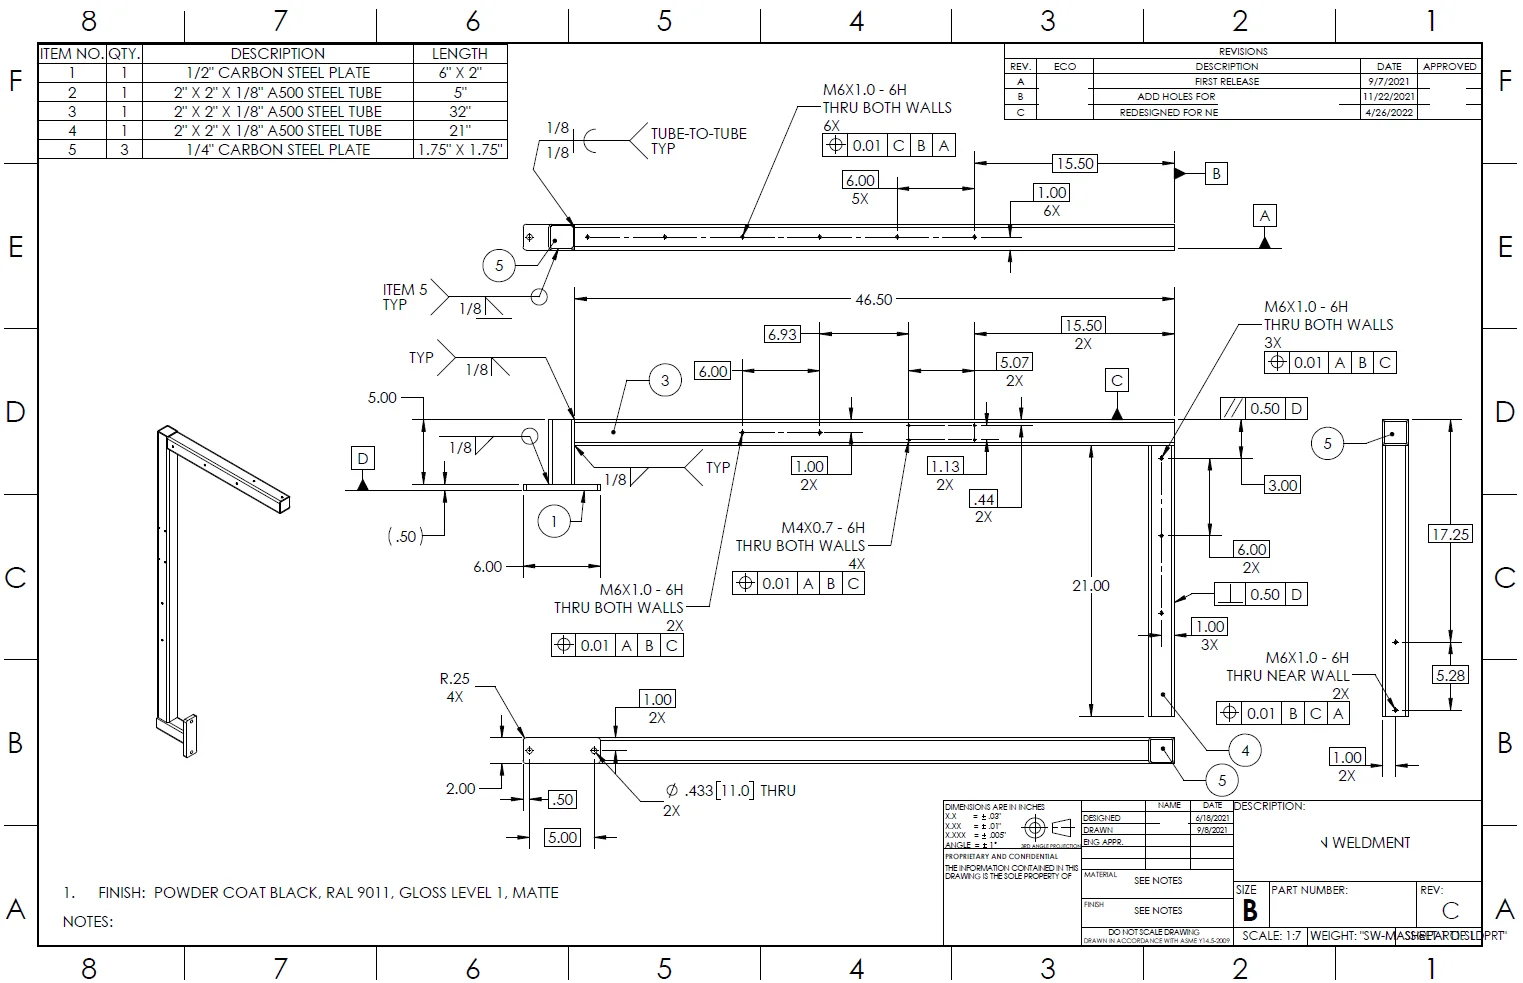 8 7 6 5 4 3 2 1
F
E
D
C
B
A
ITEM NO. QTY. DESCRIPTION LENGTH
1 1 1/2" CARBON STEEL PLATE 6" X 2"
2 1 2" X 2" X 1/8" A500 STEEL TUBE 5"
3 1 2" X 2" X 1/8" A500 STEEL TUBE 32"
4 1 2" X 2" X 1/8" A500 STEEL TUBE 21"
5 3 1/4" CARBON STEEL PLATE 1.75" X 1.75"
REVISIONS
REV. ECO DESCRIPTION DATE APPROVED
A FIRST RELEASE 9/7/2021
B ADD HOLES FOR 11/22/2021
C REDESIGNED FOR NE 4/26/2022
F
E
D
C
B
A
1/8
1/8
TUBE-TO-TUBE
TYP
M6X1.0 - 6H
THRU BOTH WALLS
6X
0.01 C B A
6.00
5X
15.50
1.00
6X
B
A
5
ITEM 5
TYP
1/8
46.50
M6X1.0 - 6H
THRU BOTH WALLS
3X
0.01 A B C
TYP
1/8
6.93
15.50
2X
6.00
5.07
2X
3
C
5.00
// 0.50 D
1/8
D
TYP
1/8
1.00
2X
1.13
2X
.44
2X
3.00
5
(.50)
1
6.00
M4X0.7 - 6H
THRU BOTH WALLS
4X
0.01 A B C
M6X1.0 - 6H
THRU BOTH WALLS
2X
0.01 A B C
21.00
6.00
2X
⊥ 0.50 D
1.00
3X
17.25
M6X1.0 - 6H
THRU NEAR WALL
2X
0.01 B C A
5.28
1.00
2X
R.25
4X
1.00
2X
4
5
2.00
.50
5.00
Ø .433[11.0] THRU
2X
1. FINISH: POWDER COAT BLACK, RAL 9011, GLOSS LEVEL 1, MATTE
NOTES:
DIMENSIONS ARE IN INCHES
X.X = ± .03"
X.XX = ± .01"
X.XXX = ± .005"
ANGLE = ± 1°
3RD ANGLE PROJECTION
PROPRIETARY AND CONFIDENTIAL
THE INFORMATION CONTAINED IN THIS
DRAWING IS THE SOLE PROPERTY OF
NAME DATE
DESIGNED 6/18/2021
DRAWN 9/8/2021
ENG APPR.
MATERIAL
SEE NOTES
FINISH
SEE NOTES
DO NOT SCALE DRAWING
DRAWN IN ACCORDANCE WITH ASME Y14.5-2009
DESCRIPTION:
WELDMENT
SIZE
B
PART NUMBER:
REV:
C
SCALE: 1:7 WEIGHT:
8 7 6 5 4 3 2 1